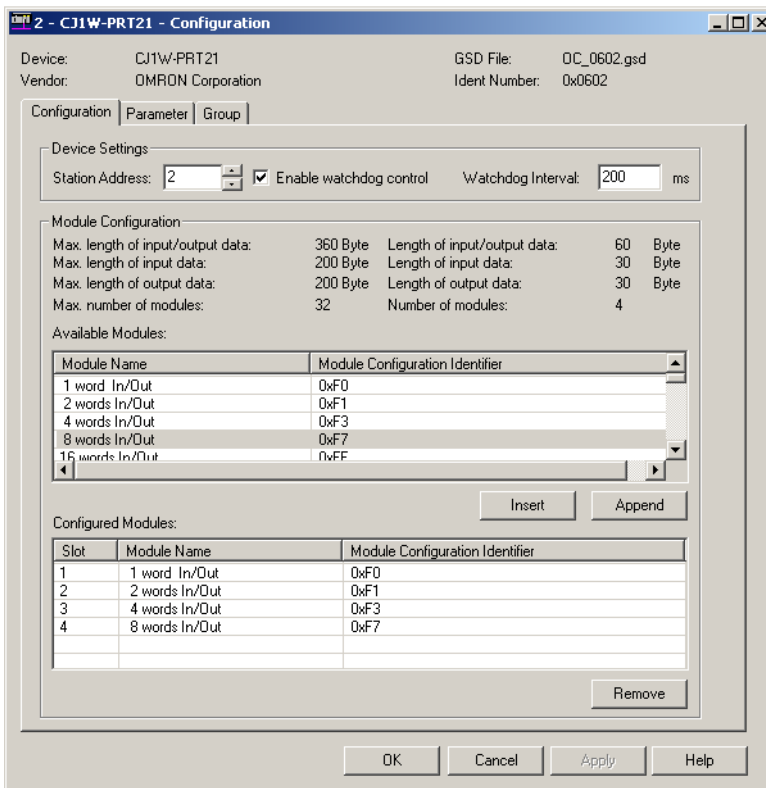 2 - CJ1W-PRT21 - Configuration
Device: CJ1W-PRT21 GSD File: OC_0602.gsd
Vendor: OMRON Corporation Ident Number: 0x0602
Configuration Parameter Group
Device Settings
Station Address: 2 Enable watchdog control Watchdog Interval: 200 ms
Module Configuration
Max. length of input/output data: 360 Byte Length of input/output data: 60 Byte
Max. length of input data: 200 Byte Length of input data: 30 Byte
Max. length of output data: 200 Byte Length of output data: 30 Byte
Max. number of modules: 32 Number of modules: 4
Available Modules:
Module Name Module Configuration Identifier
1 word In/Out 0xF0
2 words In/Out 0xF1
4 words In/Out 0xF3
8 words In/Out 0xF7
16 words In/Out 0xFF
Insert Append
Configured Modules:
Slot Module Name Module Configuration Identifier
1 1 word In/Out 0xF0
2 2 words In/Out 0xF1
3 4 words In/Out 0xF3
4 8 words In/Out 0xF7
Remove
OK Cancel Apply Help